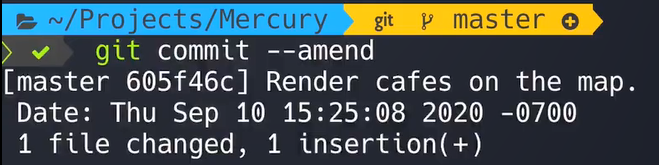 ~/Projects/Mercury git master
git commit --amend
[master 605f46c] Render cafes on the map.
Date: Thu Sep 10 15:25:08 2020 -0700
1 file changed, 1 insertion(+)